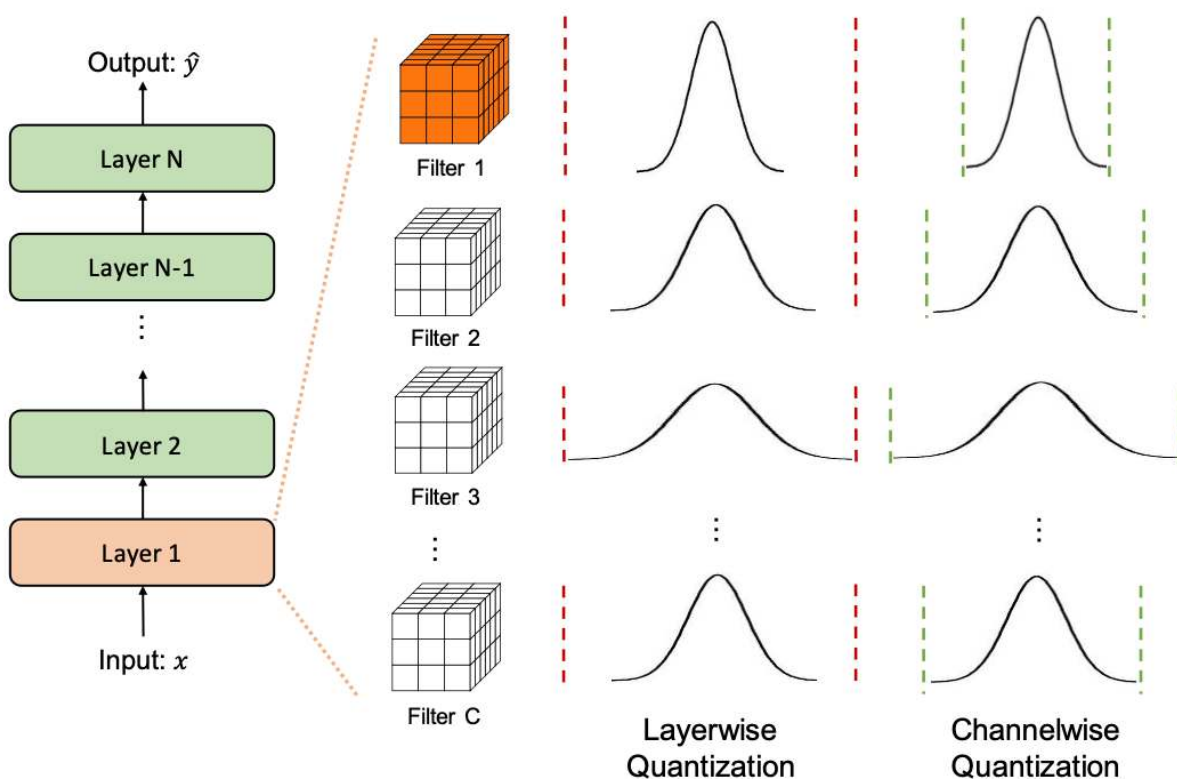 Output: ŷ
Layer N
Layer N-1
⋮
Layer 2
Layer 1
Input: x
Filter 1
Filter 2
Filter 3
⋮
Filter C
⋮
Layerwise
Quantization
⋮
Channelwise
Quantization